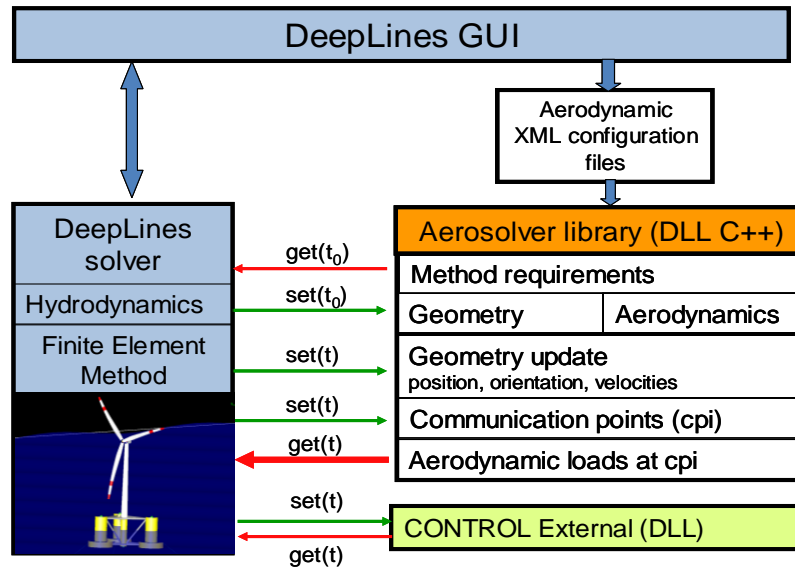 DeepLines GUI
Aerodynamic
XML configuration
files
DeepLines
solver
Hydrodynamics
Finite Element
Method
get(t₀)
set(t₀)
set(t)
set(t)
get(t)
set(t)
get(t)
Aerosolver library (DLL C++)
Method requirements
Geometry
Aerodynamics
Geometry update
position, orientation, velocities
Communication points (cpi)
Aerodynamic loads at cpi
CONTROL External (DLL)